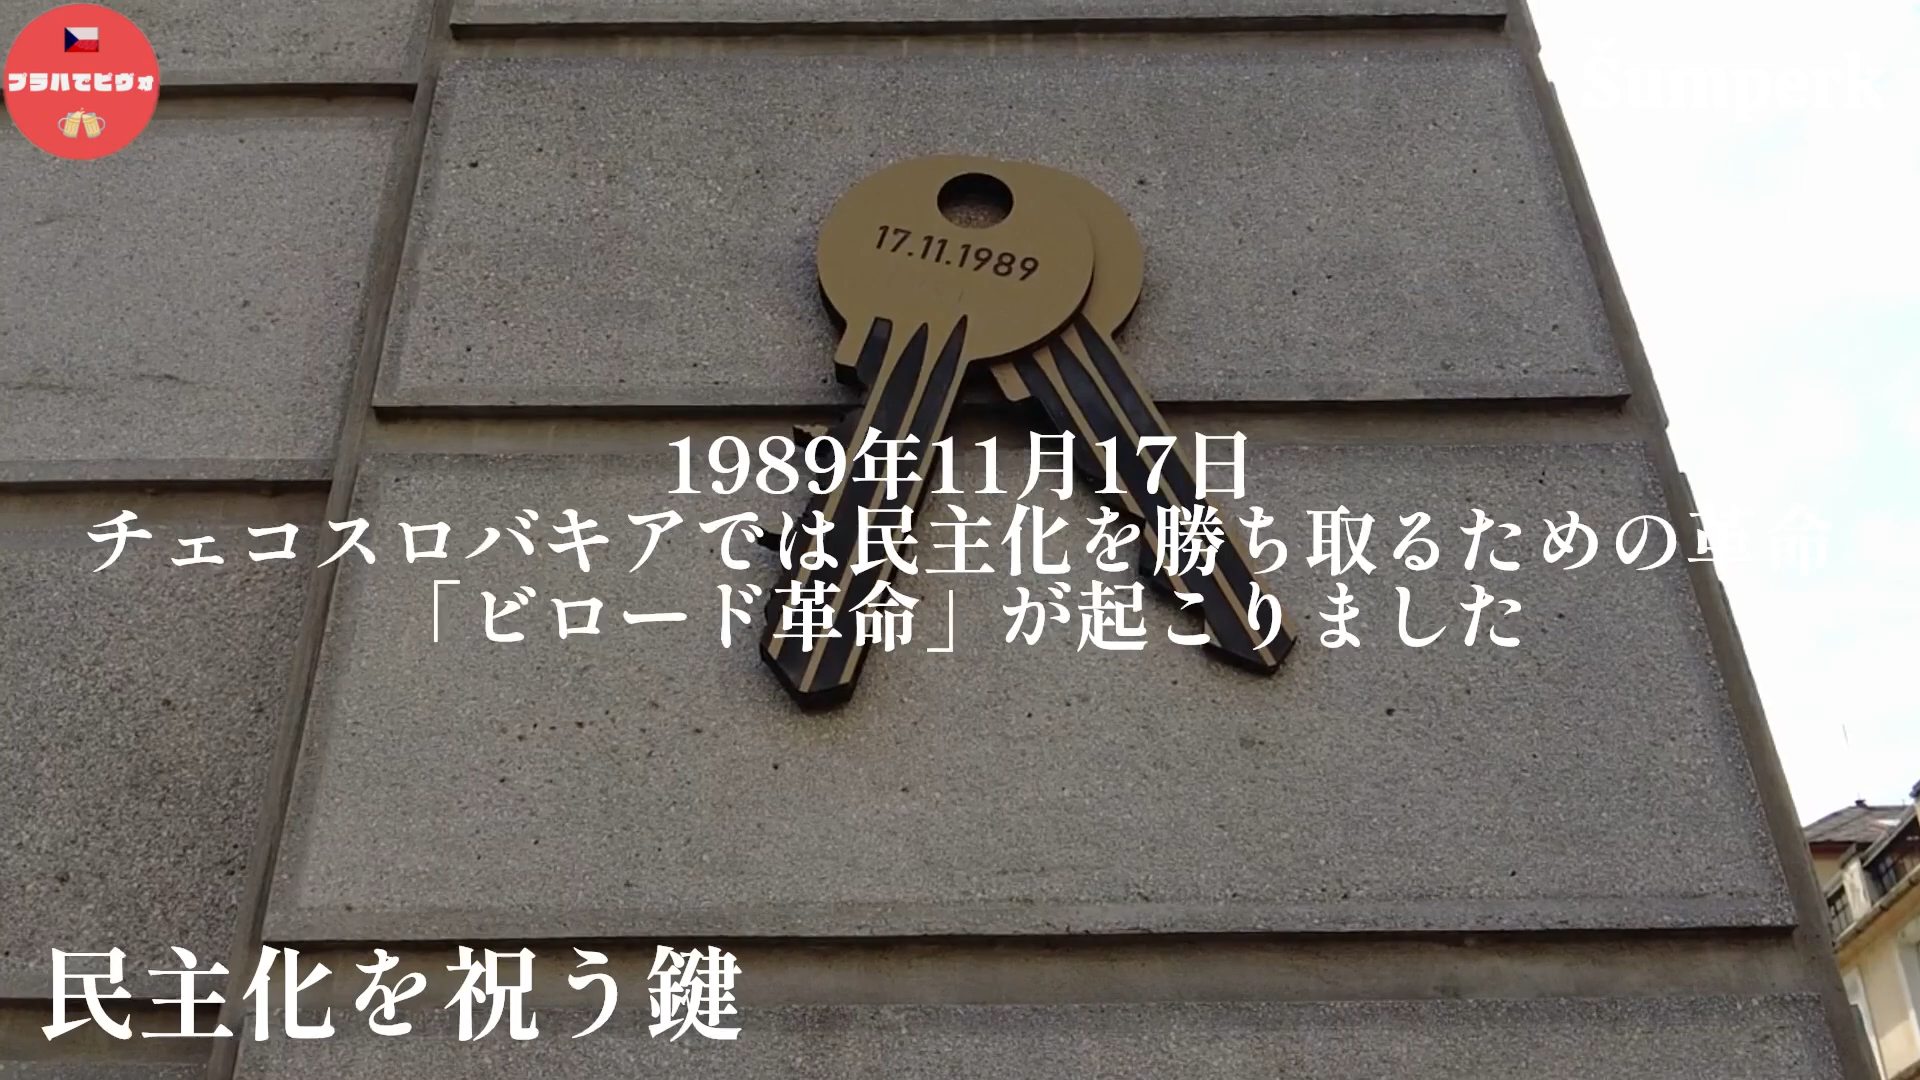 プラハでピヴォ
Šumperk
17.11.1989
1989年11月17日
チェコスロバキアでは民主化を勝ち取るための革命
「ビロード革命」が起こりました
民主化を祝う鍵